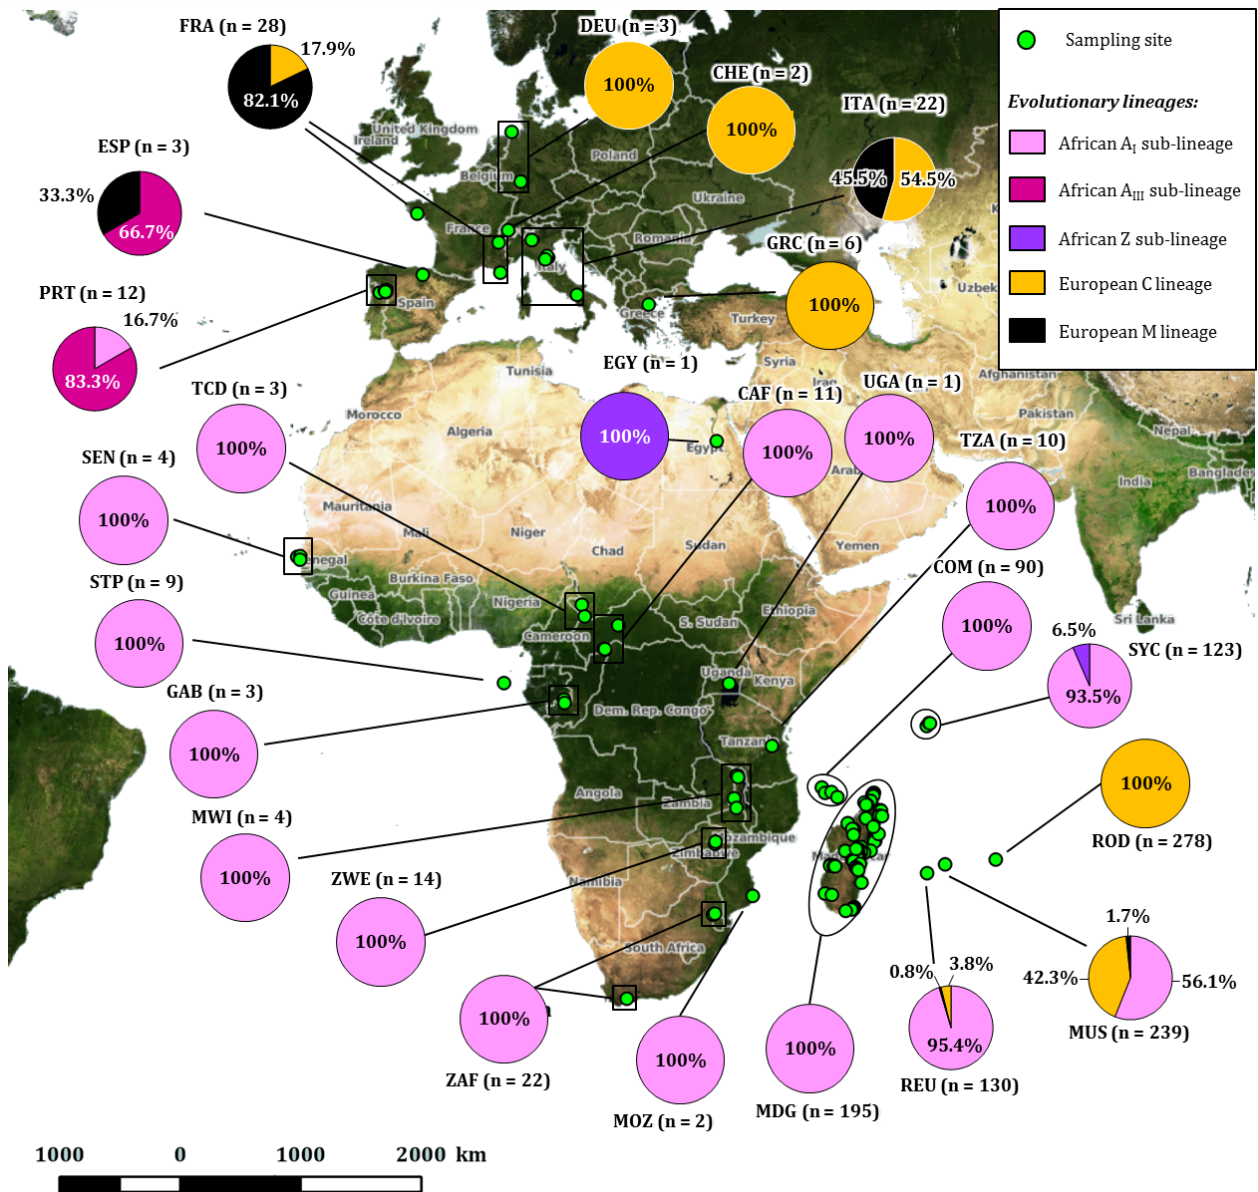 FRA (n = 28)
17.9%
82.1%
DEU (n = 3)
100%
CHE (n = 2)
100%
ITA (n = 22)
45.5%
54.5%
ESP (n = 3)
33.3%
66.7%
GRC (n = 6)
100%
PRT (n = 12)
16.7%
83.3%
Sampling site
Evolutionary lineages:
African AI sub-lineage
African AIII sub-lineage
African Z sub-lineage
European C lineage
European M lineage
United Kingdom
Ireland
Belgium
Poland
Ukraine
France
Romania
Italy
Spain
Greece
Turkey
Uzbek
Syria
Iraq
Afghanistan
Pakistan
Nepal
Bangladesh
India
Sri Lanka
Tunisia
Morocco
Algeria
Egypt
Arab
Yemen
Mauritania
Mali
Niger
Chad
Sudan
Senegal
Burkina Faso
Guinea
Côte d'Ivoire
Nigeria
Cameroon
S. Sudan
Ethiopia
Uganda
Kenya
Dem. Rep. Congo
Tanzani
Angola
Zambia
Mozambique
Zimbabwe
Namibia
South Africa
EGY (n = 1)
100%
TCD (n = 3)
100%
CAF (n = 11)
100%
UGA (n = 1)
100%
TZA (n = 10)
100%
SEN (n = 4)
100%
COM (n = 90)
100%
STP (n = 9)
100%
SYC (n = 123)
6.5%
93.5%
GAB (n = 3)
100%
ROD (n = 278)
100%
MWI (n = 4)
100%
ZWE (n = 14)
100%
MUS (n = 239)
1.7%
42.3%
56.1%
REU (n = 130)
0.8%
3.8%
95.4%
ZAF (n = 22)
100%
MOZ (n = 2)
100%
MDG (n = 195)
100%
1000 0 1000 2000 km